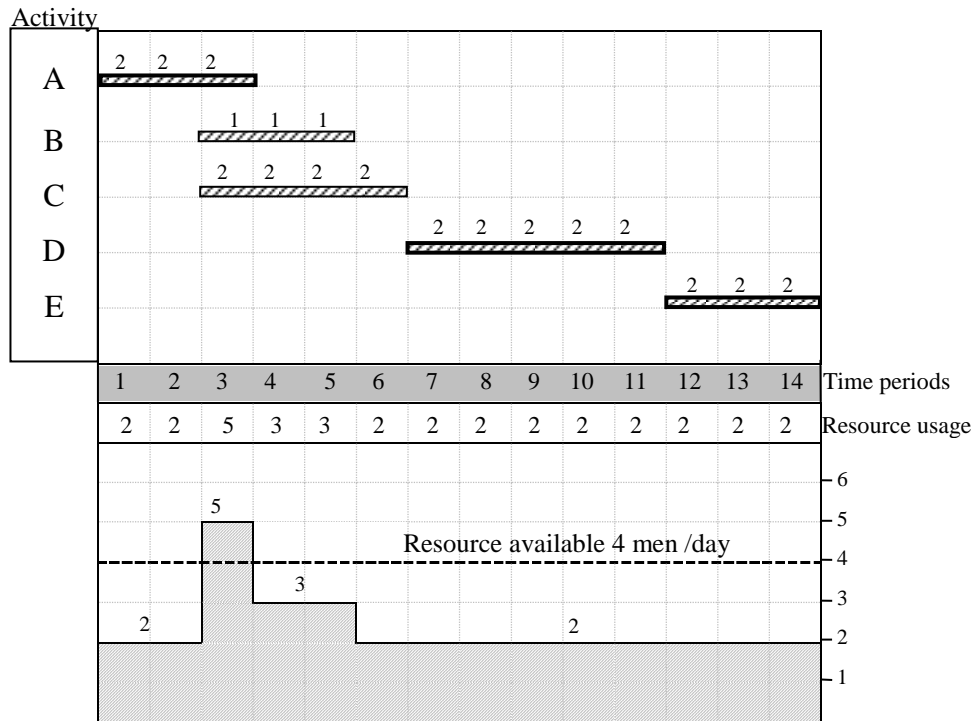 Activity
2 2 2
A
1 1 1
B
2 2 2 2
C
2 2 2 2 2
D
2 2 2
E
1 2 3 4 5 6 7 8 9 10 11 12 13 14 Time periods
2 2 5 3 3 2 2 2 2 2 2 2 2 2 Resource usage
6
5 5
Resource available 4 men /day
4
3 3
2 2 2
1